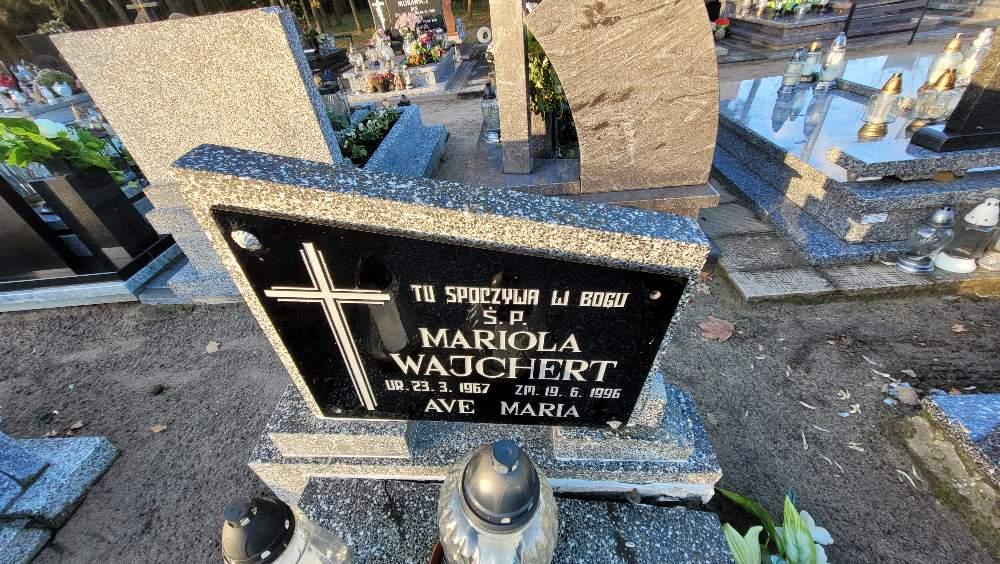 TU SPOCZYWA W BOGU
Ś. P.
MARIOLA
WAJCHERT
UR. 23. 3. 1967 ZM. 19. 6. 1996
AVE MARIA